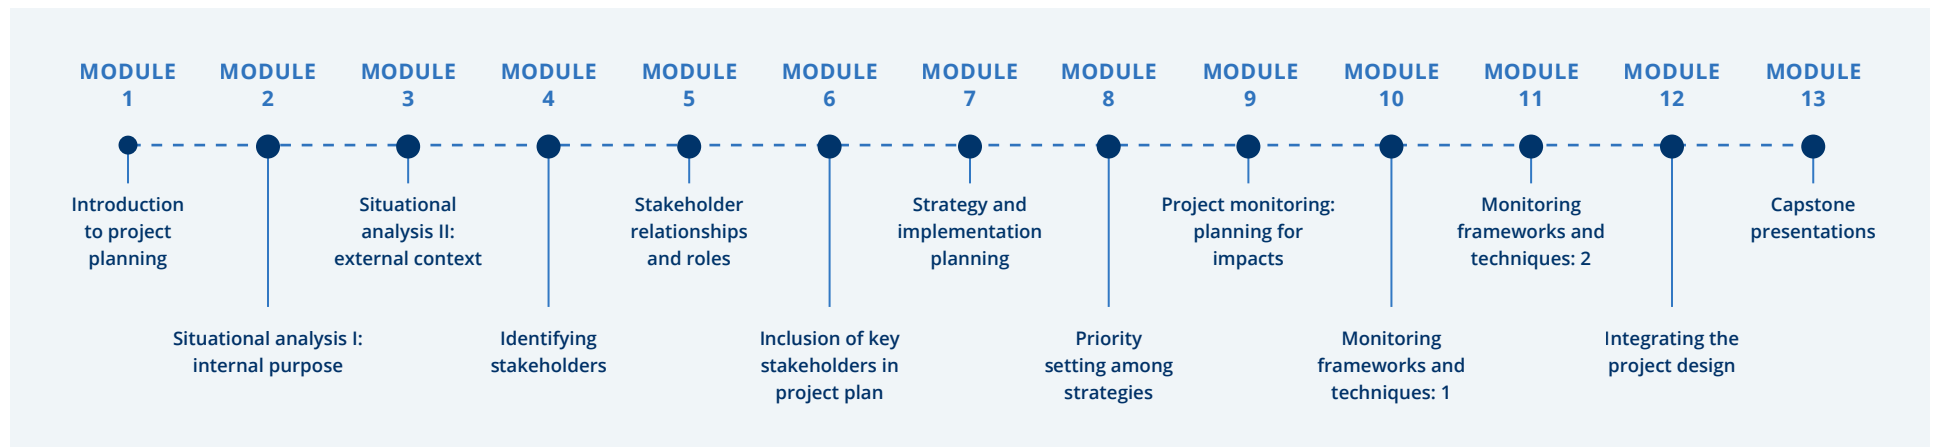 MODULE
1
MODULE
2
MODULE
3
MODULE
4
MODULE
5
MODULE
6
MODULE
7
MODULE
8
MODULE
9
MODULE
10
MODULE
11
MODULE
12
MODULE
13
Introduction
to project
planning
Situational analysis I:
internal purpose
Situational
analysis II:
external context
Identifying
stakeholders
Stakeholder
relationships
and roles
Inclusion of key
stakeholders in
project plan
Strategy and
implementation
planning
Priority
setting among
strategies
Project monitoring:
planning for
impacts
Monitoring
frameworks and
techniques: 1
Monitoring
frameworks and
techniques: 2
Integrating the
project design
Capstone
presentations